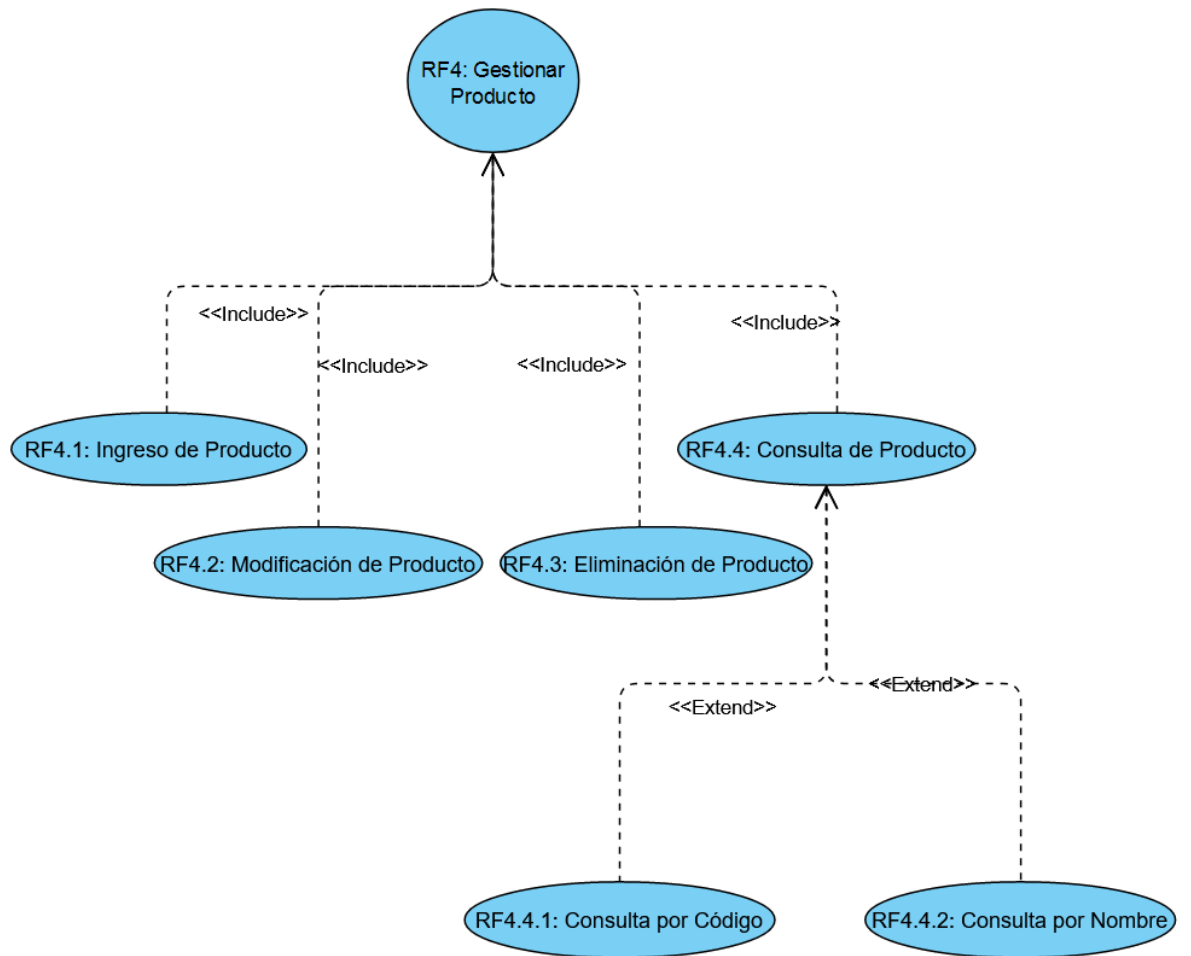 RF4: Gestionar
Producto
<<Include>>
<<Include>>
<<Include>>
<<Include>>
RF4.1: Ingreso de Producto
RF4.4: Consulta de Producto
RF4.2: Modificación de Producto
RF4.3: Eliminación de Producto
<<Extend>>
<<Extend>>
RF4.4.1: Consulta por Código
RF4.4.2: Consulta por Nombre